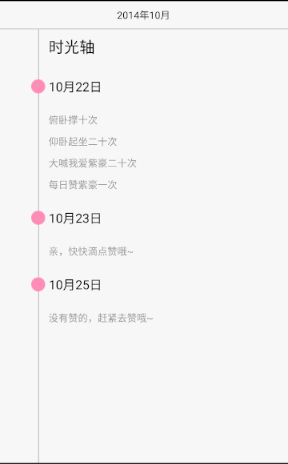 2014年10月
时光轴
10月22日
俯卧撑十次
仰卧起坐二十次
大喊我爱紫豪二十次
每日赞紫豪一次
10月23日
亲，快快滴点赞哦~
10月25日
没有赞的，赶紧去赞哦~